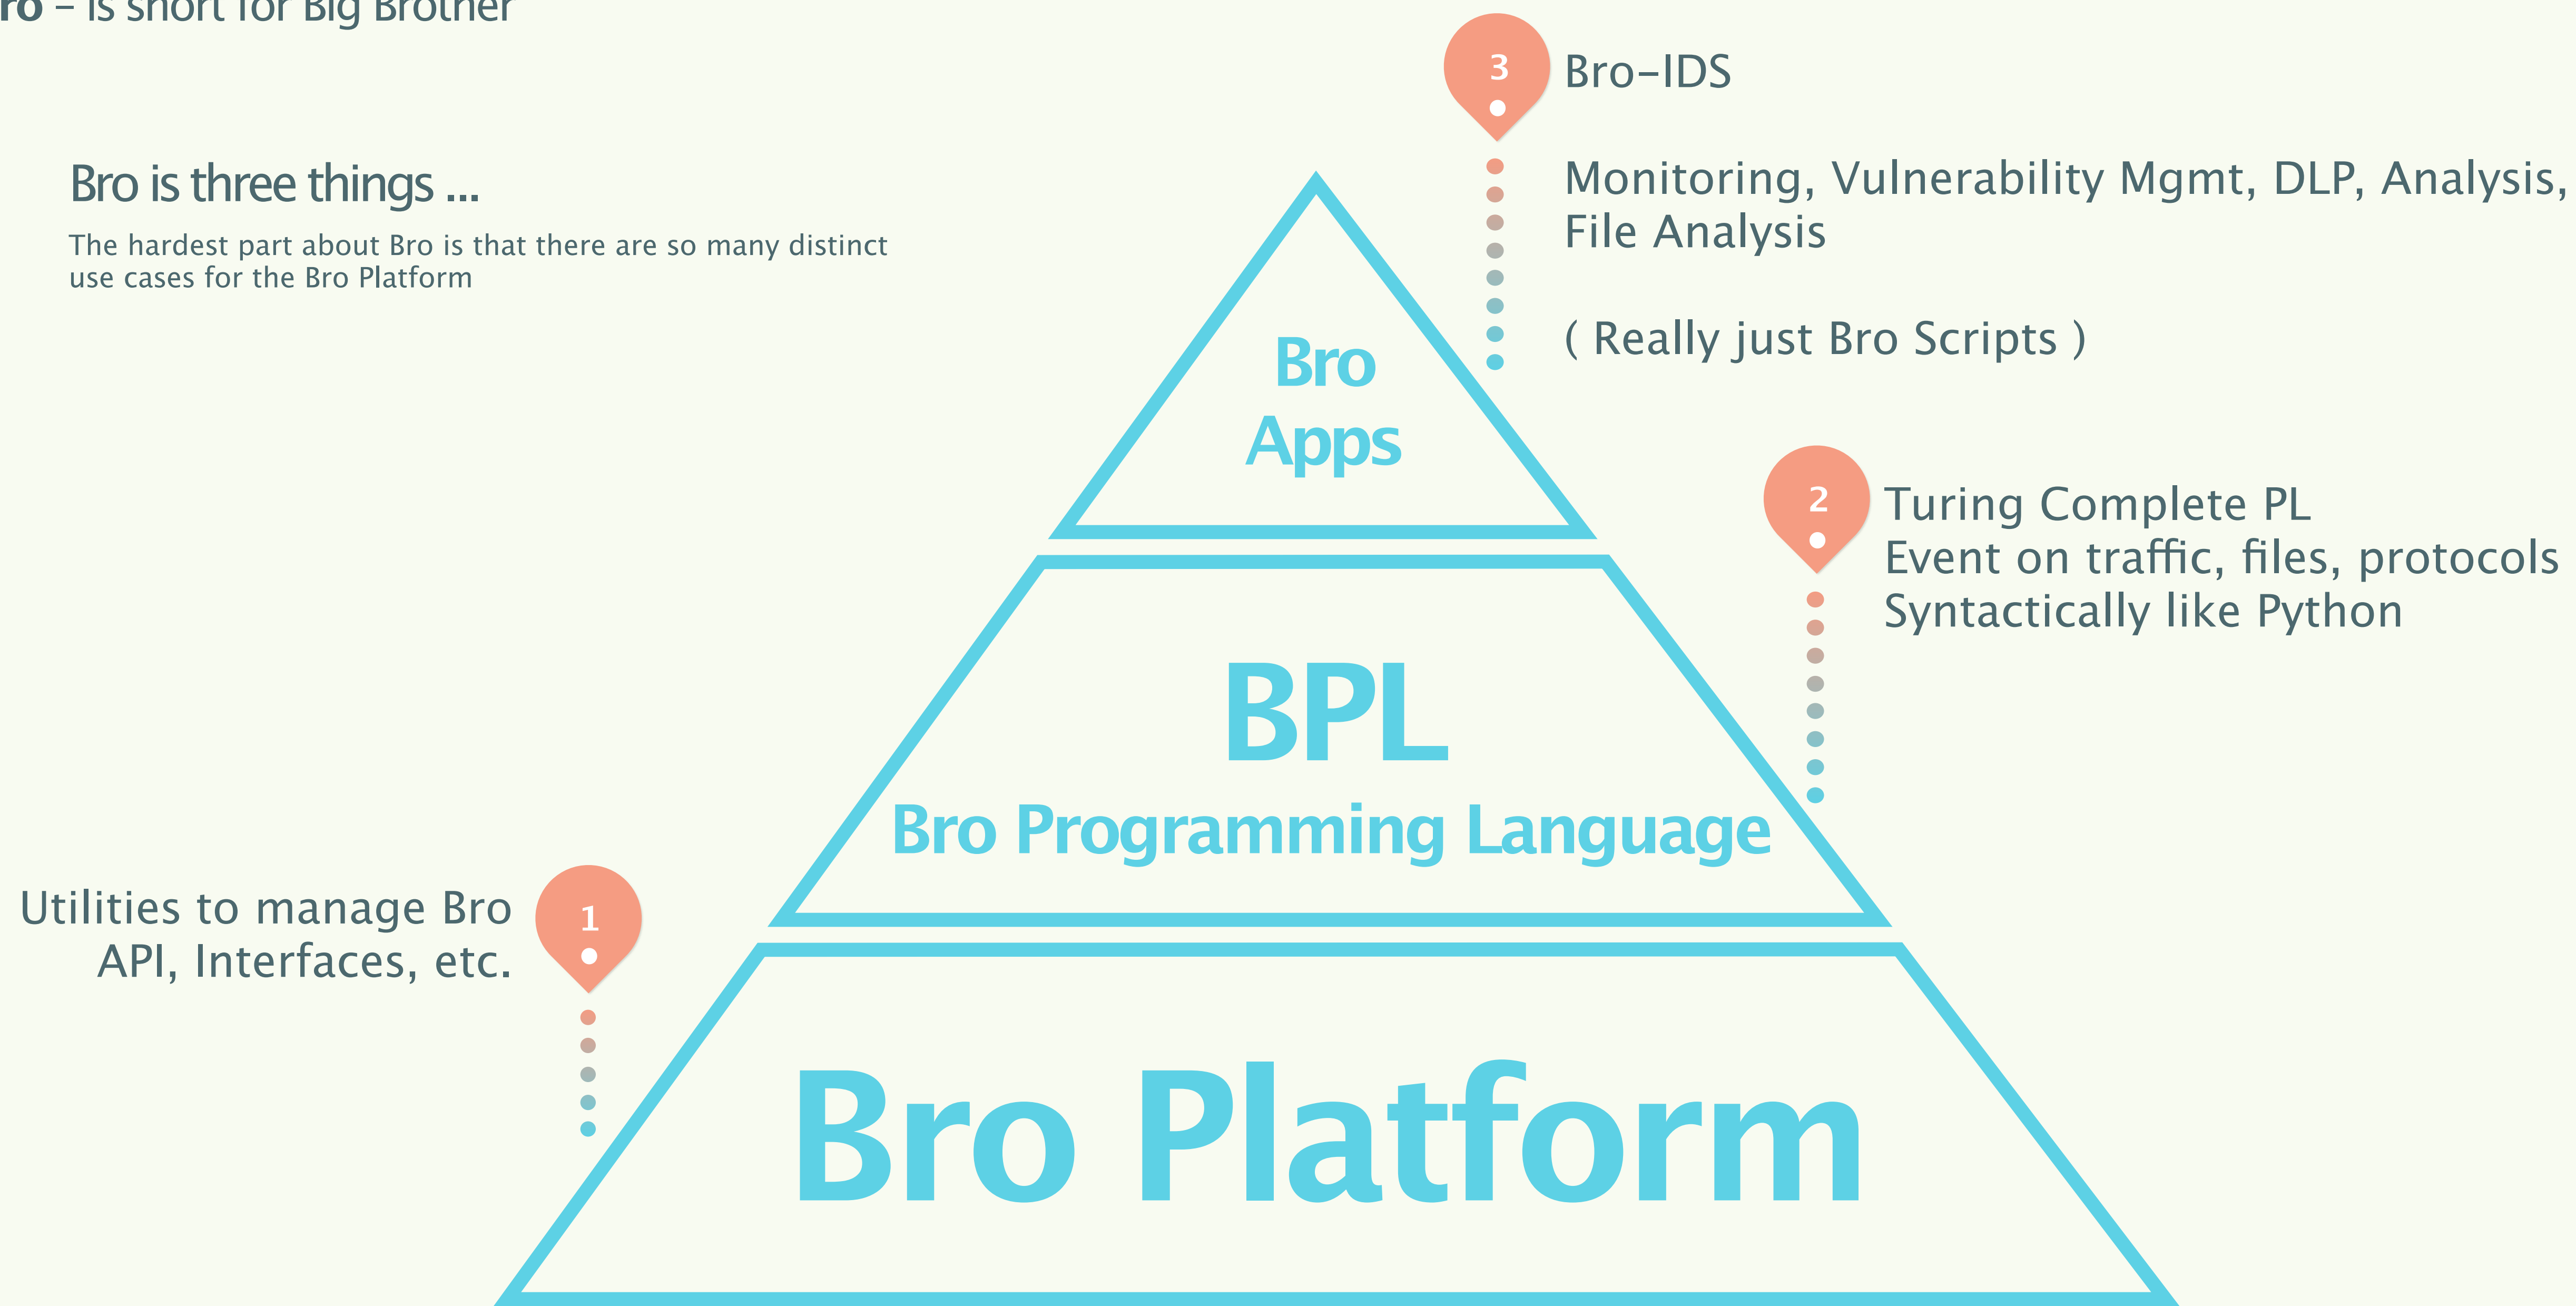 ro – is short for Big Brother
Bro is three things ...
The hardest part about Bro is that there are so many distinct
use cases for the Bro Platform
3
Bro–IDS
Monitoring, Vulnerability Mgmt, DLP, Analysis,
File Analysis
( Really just Bro Scripts )
Bro
Apps
2
Turing Complete PL
Event on traffic, files, protocols
Syntactically like Python
BPL
Bro Programming Language
1
Utilities to manage Bro
API, Interfaces, etc.
Bro Platform